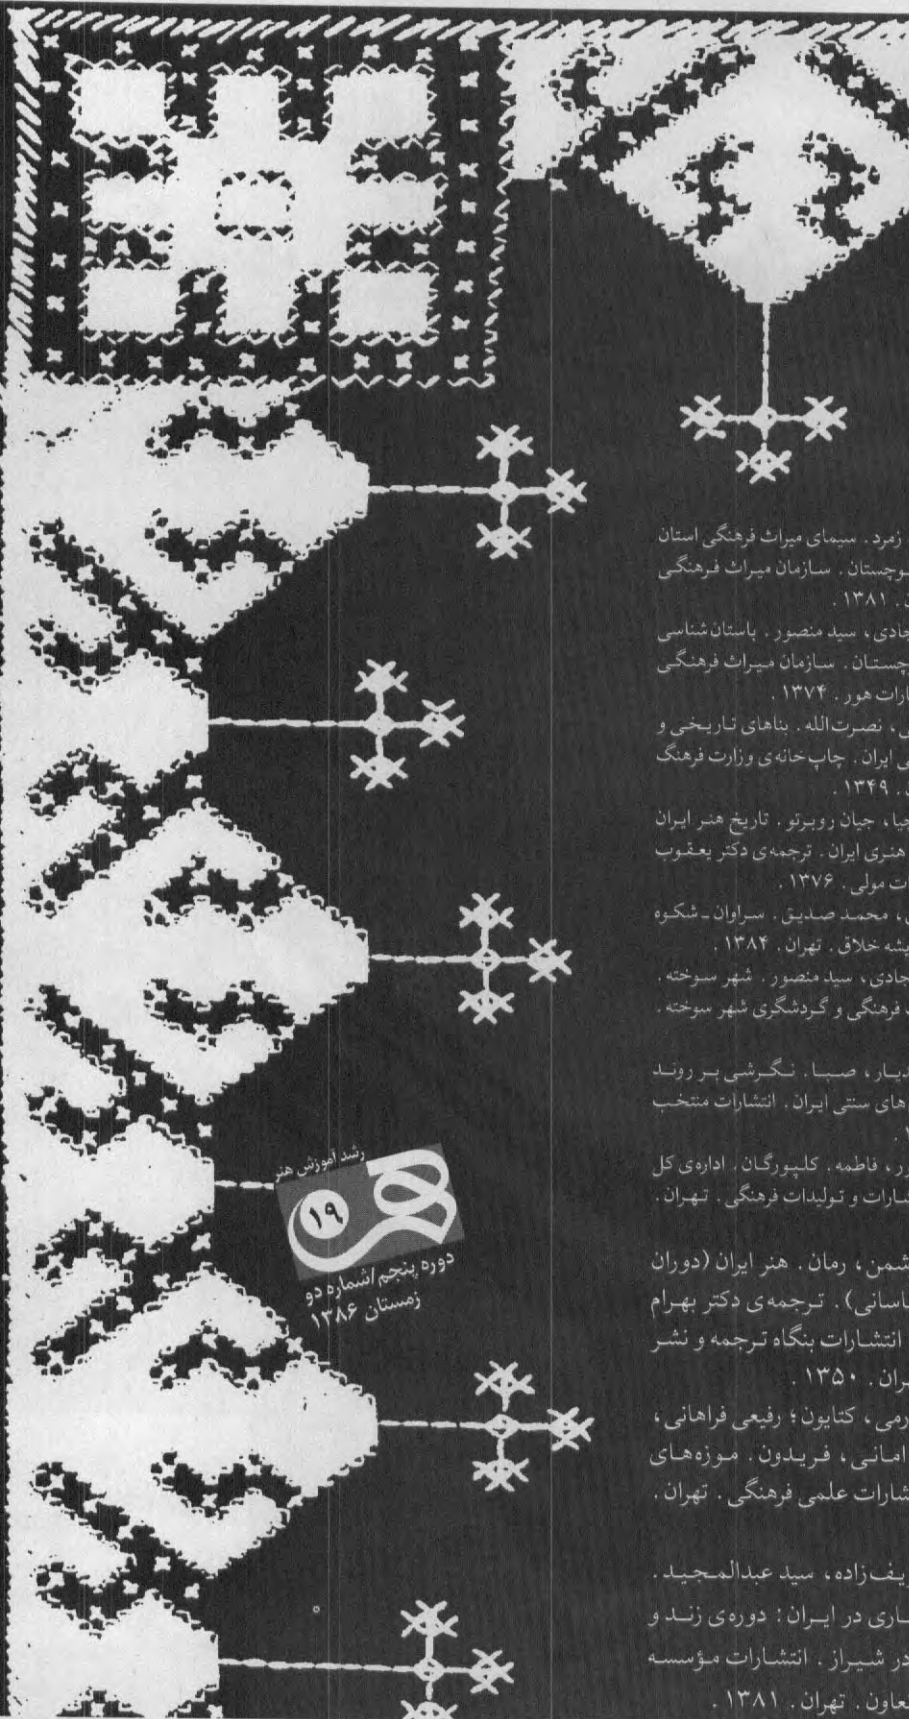 زمرد. سیمای میراث فرهنگی استان
وچستان. سازمان میراث فرهنگی
۱۳۸۱.
جادی، سید منصور. باستان‌شناسی
چستان. سازمان میراث فرهنگی
ارات هور. ۱۳۷۴.
ی، نصرت‌الله. بناهای تاریخی و
ی ایران. چاپ‌خانه‌ی وزارت فرهنگ
۱۳۴۹.
جیا، جیان روبرتو. تاریخ هنر ایران
هنری ایران. ترجمه‌ی دکتر یعقوب
ت مولی. ۱۳۷۶.
ی، محمد صدیق. سراوان ـ شکوه
یشه خلاق. تهران. ۱۳۸۴.
جادی، سید منصور. شهر سوخته.
فرهنگی و گردشگری شهر سوخته.
دیار، صبا. نگرشی بر روند
های سنتی ایران. انتشارات منتخب
ور، فاطمه. کلپورگان. اداره‌ی کل
شارات و تولیدات فرهنگی. تهران.
شمن، رمان. هنر ایران (دوران
اسانی). ترجمه‌ی دکتر بهرام
انتشارات بنگاه ترجمه و نشر
ران. ۱۳۵۰.
رمی، کتایون؛ رفیعی فراهانی،
امانی، فریدون. موزه‌های
شارات علمی فرهنگی. تهران.
یف‌زاده، سید عبدالمجید.
اری در ایران: دوره‌ی زند و
در شیراز. انتشارات مؤسسه
عاون. تهران. ۱۳۸۱.
رشد آموزش هنر
هنر
۱۹
دوره پنجم/شماره دو
زمستان ۱۳۸۶